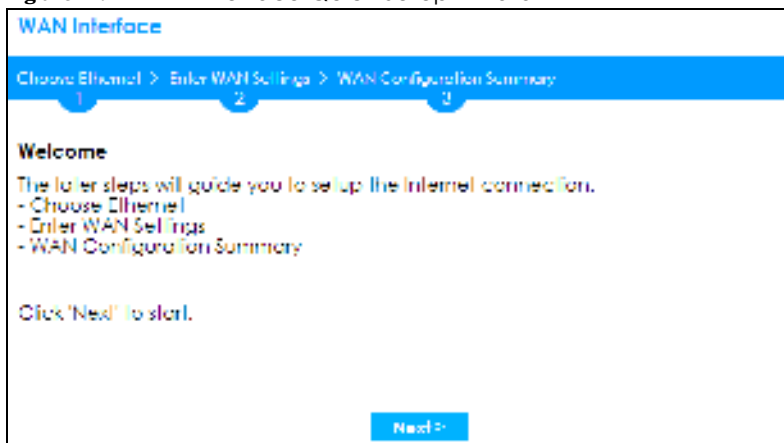 WAN Interface
Choose Ethernet > Enter WAN Settings > WAN Configuration Summary
1 2 3
Welcome
The later steps will guide you to setup the internet connection.
- Choose Ethernet
- Enter WAN Settings
- WAN Configuration Summary
Click 'Next' to start.
Next >